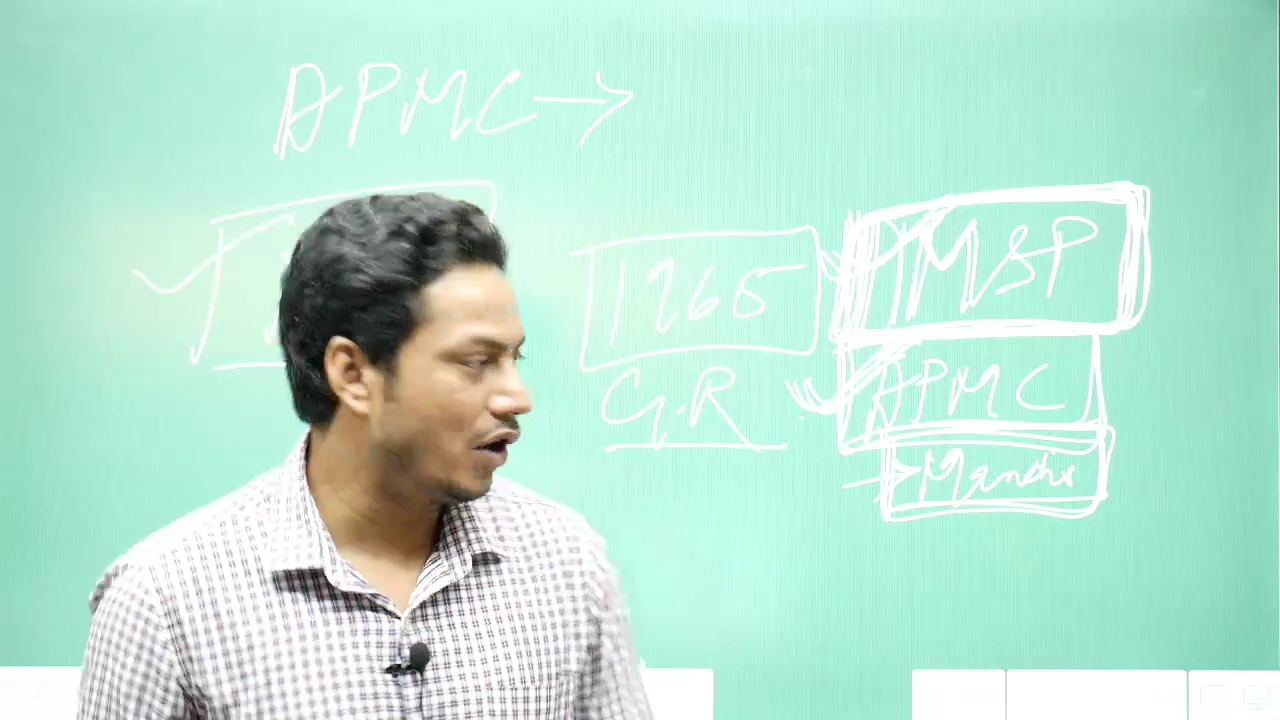 APMC →
1965
MSP
G.R
APMC
→ Mandis